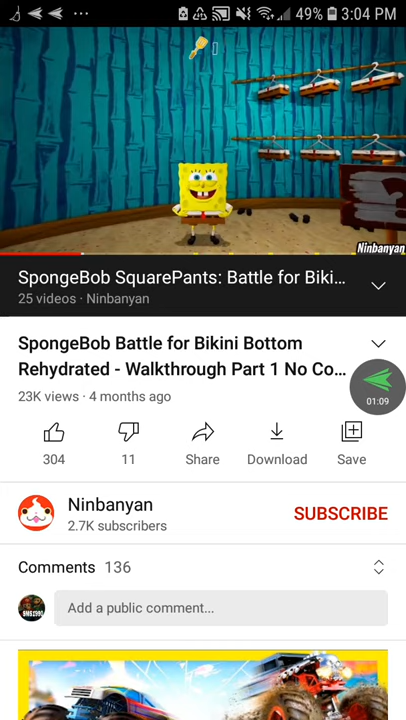 49% 3:04 PM
Ninbanyan
SpongeBob SquarePants: Battle for Biki...
25 videos · Ninbanyan
SpongeBob Battle for Bikini Bottom
Rehydrated - Walkthrough Part 1 No Co...
23K views · 4 months ago
01:09
304
11
Share
Download
Save
Ninbanyan
2.7K subscribers
SUBSCRIBE
Comments 136
Add a public comment...